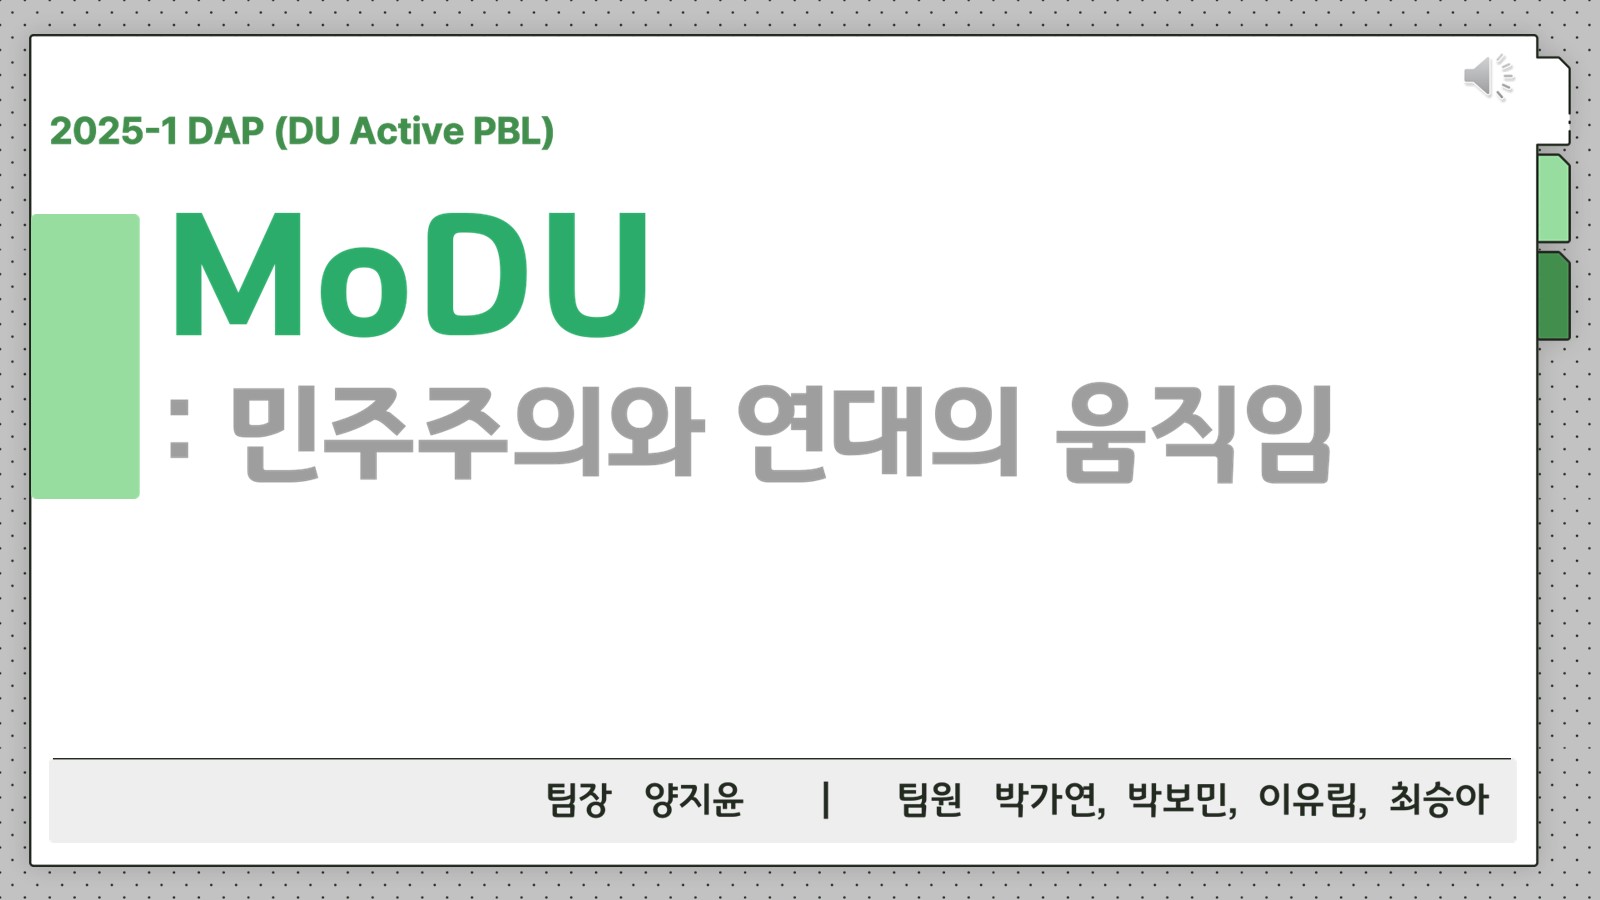 2025-1 DAP (DU Active PBL)
MoDU
: 민주주의와 연대의 움직임
팀장 양지윤 | 팀원 박가연, 박보민, 이유림, 최승아